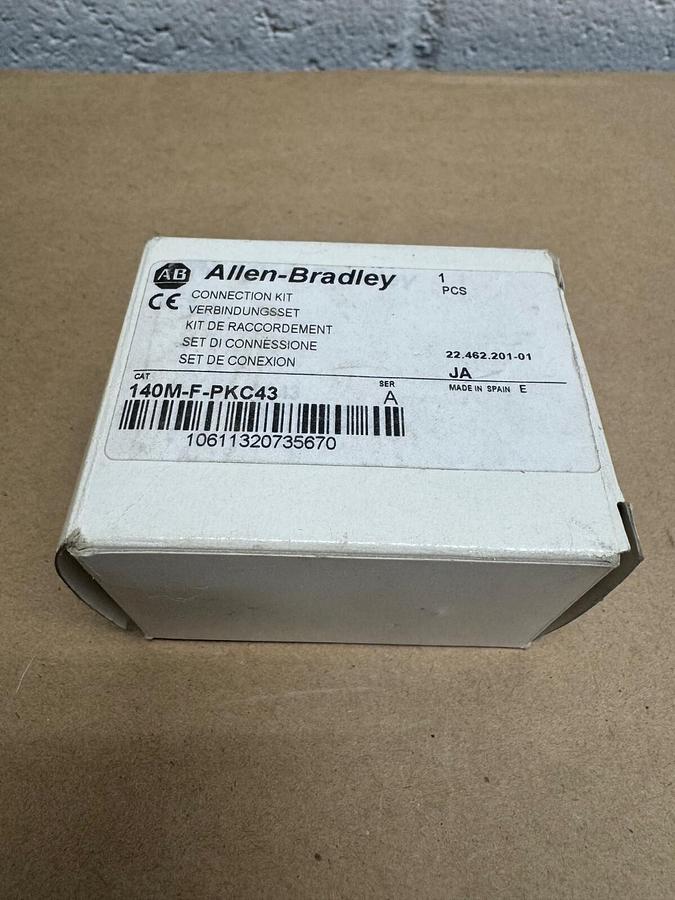 AB Allen-Bradley
1
PCS
CE CONNECTION KIT
VERBINDUNGSSET
KIT DE RACCORDEMENT
SET DI CONNESSIONE
SET DE CONEXION
22.462.201-01
JA
CAT
140M-F-PKC43
SER
A
MADE IN SPAIN E
10611320735670